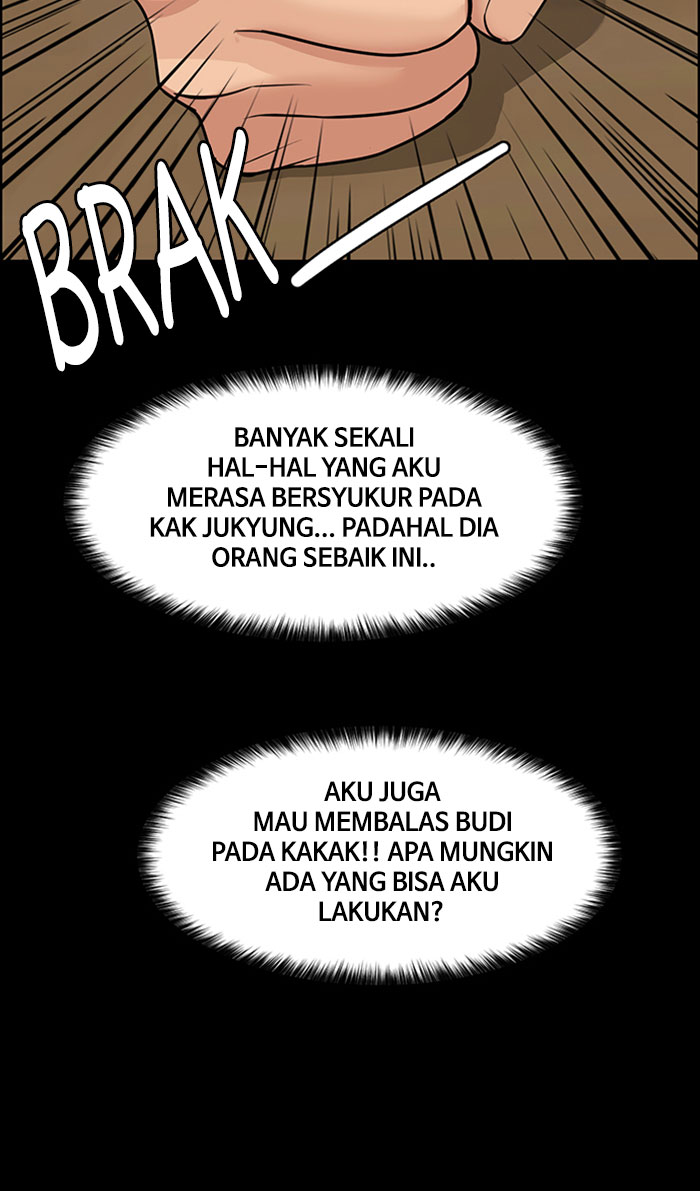 BRAK
BANYAK SEKALI
HAL-HAL YANG AKU
MERASA BERSYUKUR PADA
KAK JUKYUNG... PADAHAL DIA
ORANG SEBAIK INI..
AKU JUGA
MAU MEMBALAS BUDI
PADA KAKAK!! APA MUNGKIN
ADA YANG BISA AKU
LAKUKAN?